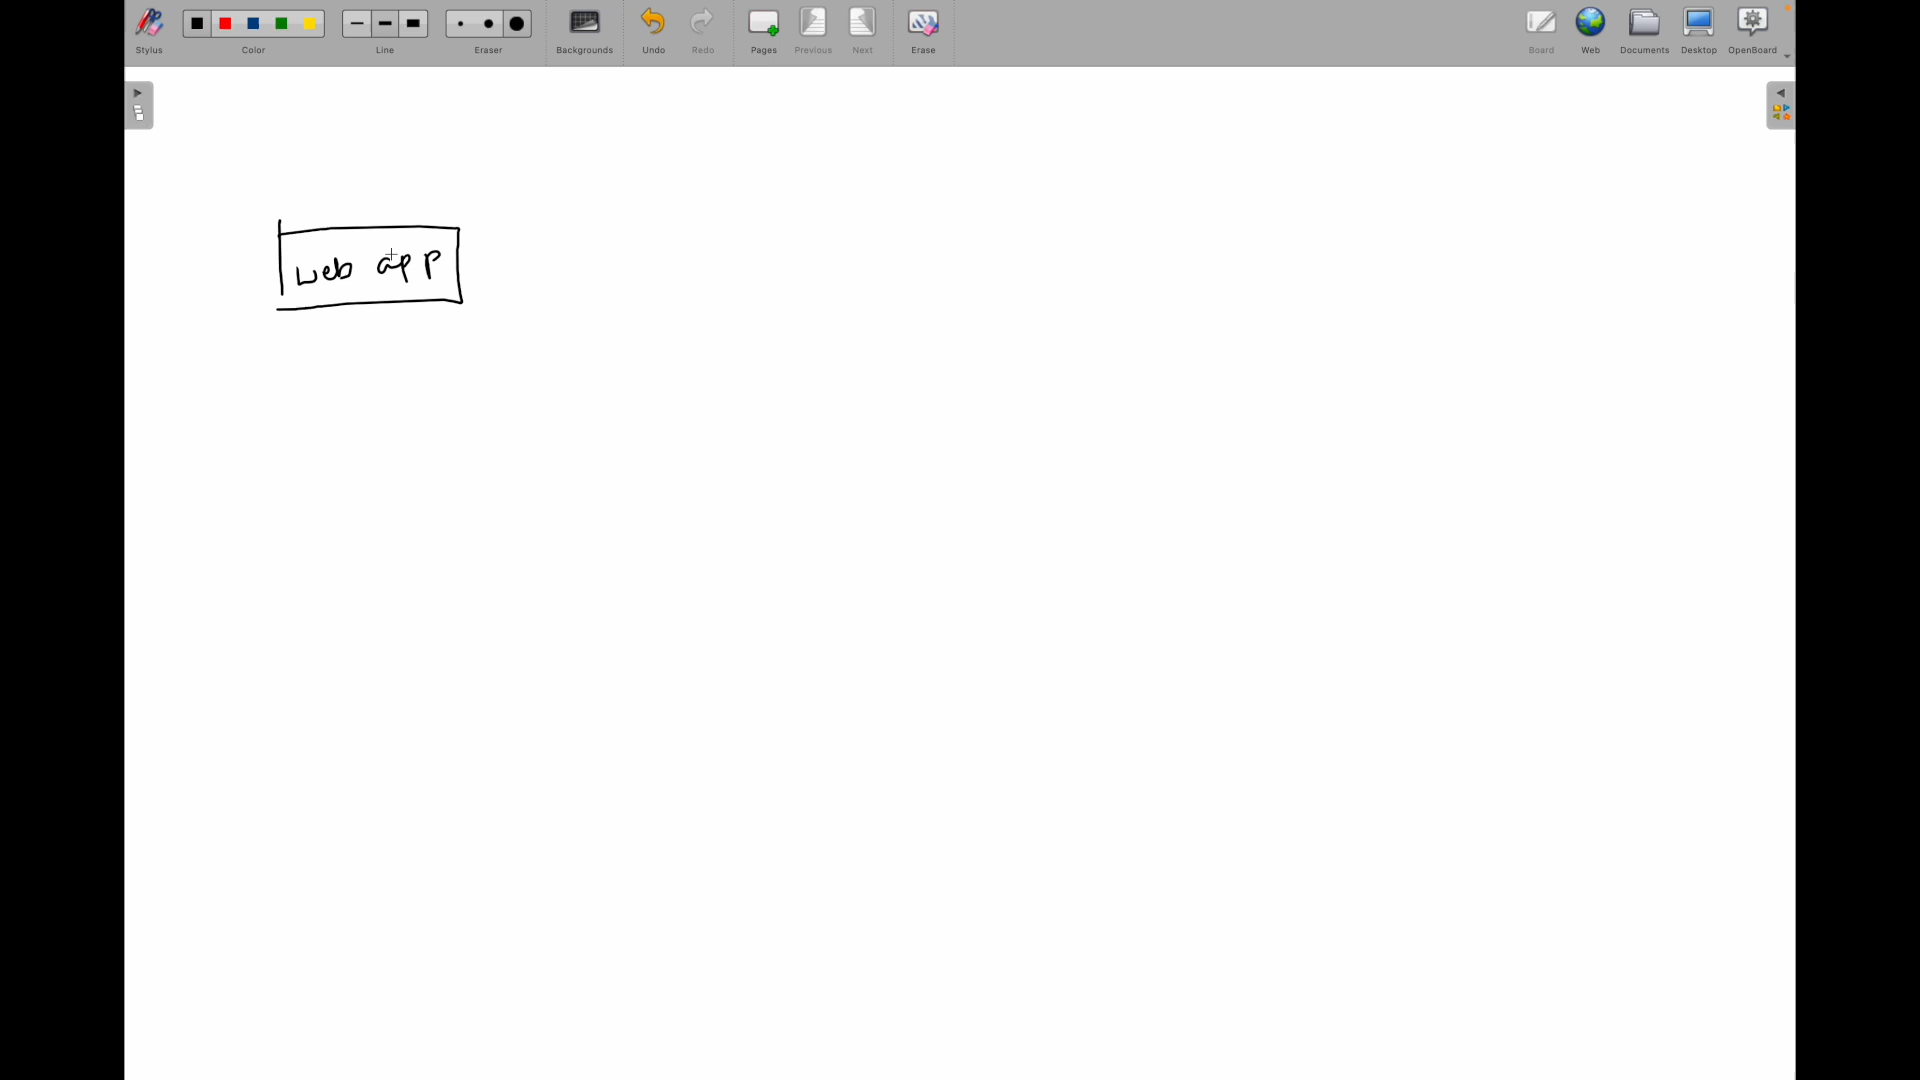 Stylus
Color
Line
Eraser
Backgrounds
Undo
Redo
Pages
Previous
Next
Erase
Board
Web
Documents
Desktop
OpenBoard
web app